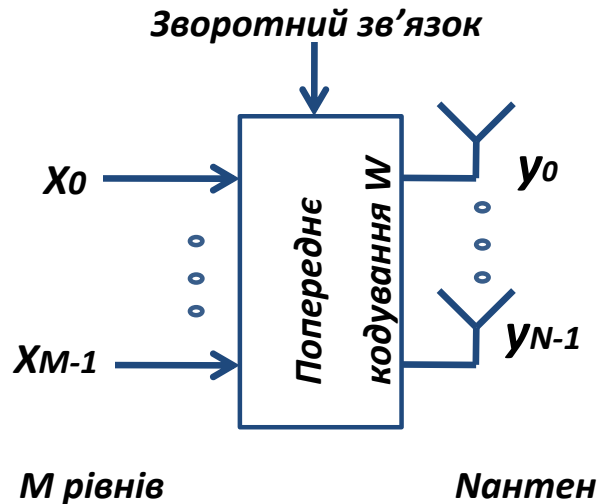 Зворотний зв’язок
X0
y0
Попереднє
кодування W
XM-1
yN-1
М рівнів
Nантен